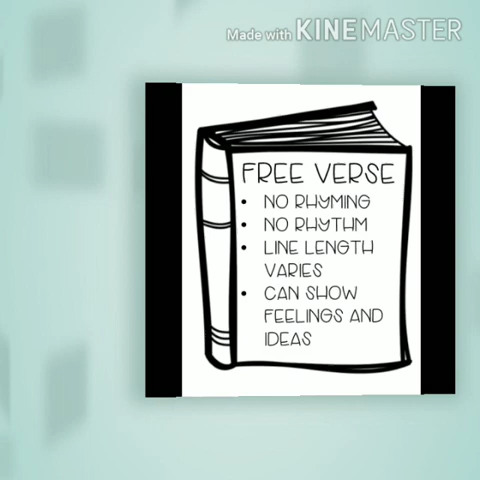 Made with KINEMASTER
FREE VERSE
• NO RHYMING
• NO RHYTHM
• LINE LENGTH
VARIES
• CAN SHOW
FEELINGS AND
IDEAS